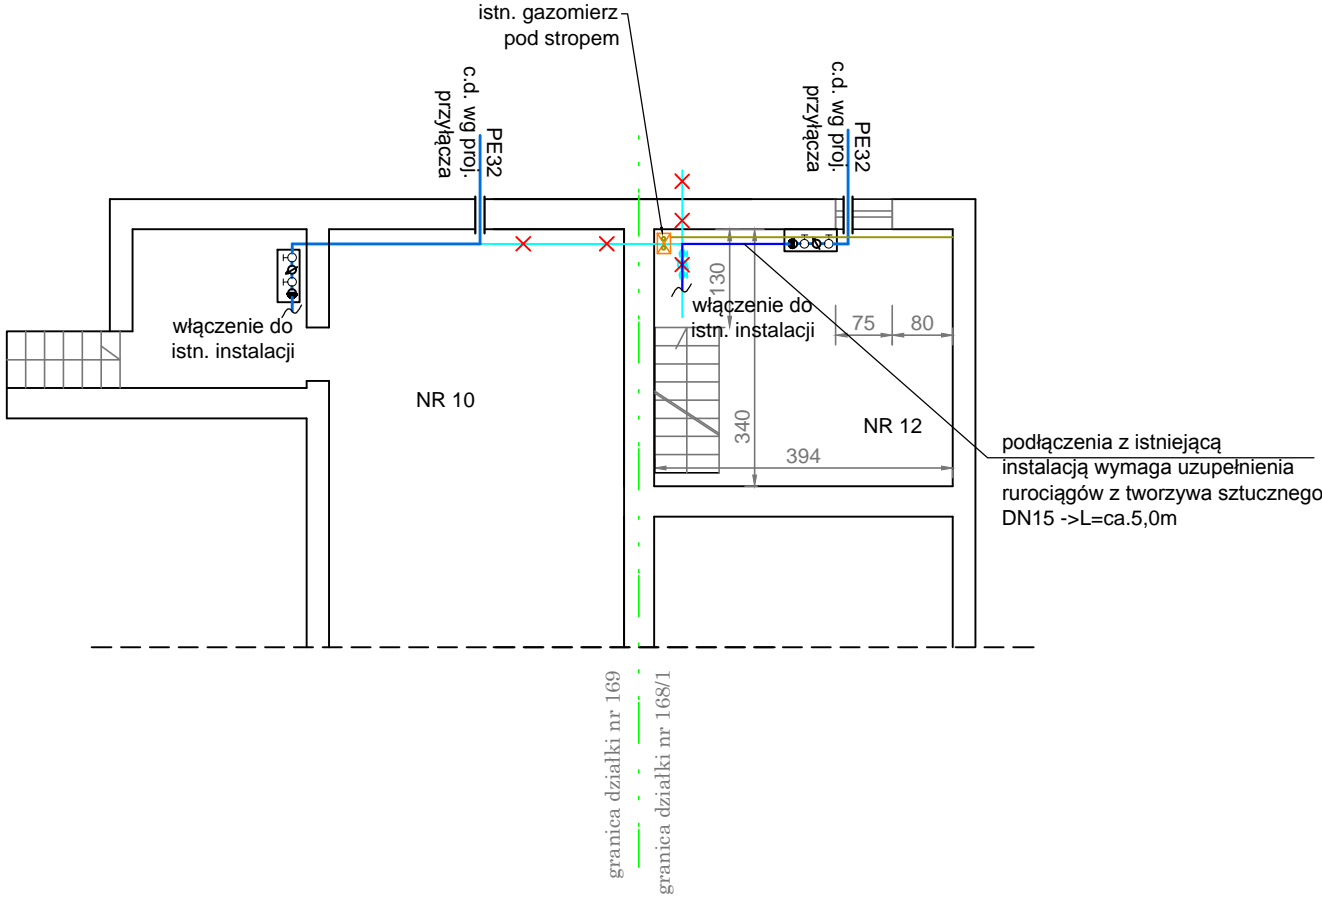 istn. gazomierz
pod stropem
c.d. wg proj.
przyłącza
PE32
c.d. wg proj.
przyłącza
PE32
130
włączenie do
istn. instalacji
włączenie do
istn. instalacji
75
80
NR 10
340
NR 12
394
podłączenia z istniejącą
instalacją wymaga uzupełnienia
rurociągów z tworzywa sztucznego
DN15 ->L=ca.5,0m
granica działki nr 169
granica działki nr 168/1